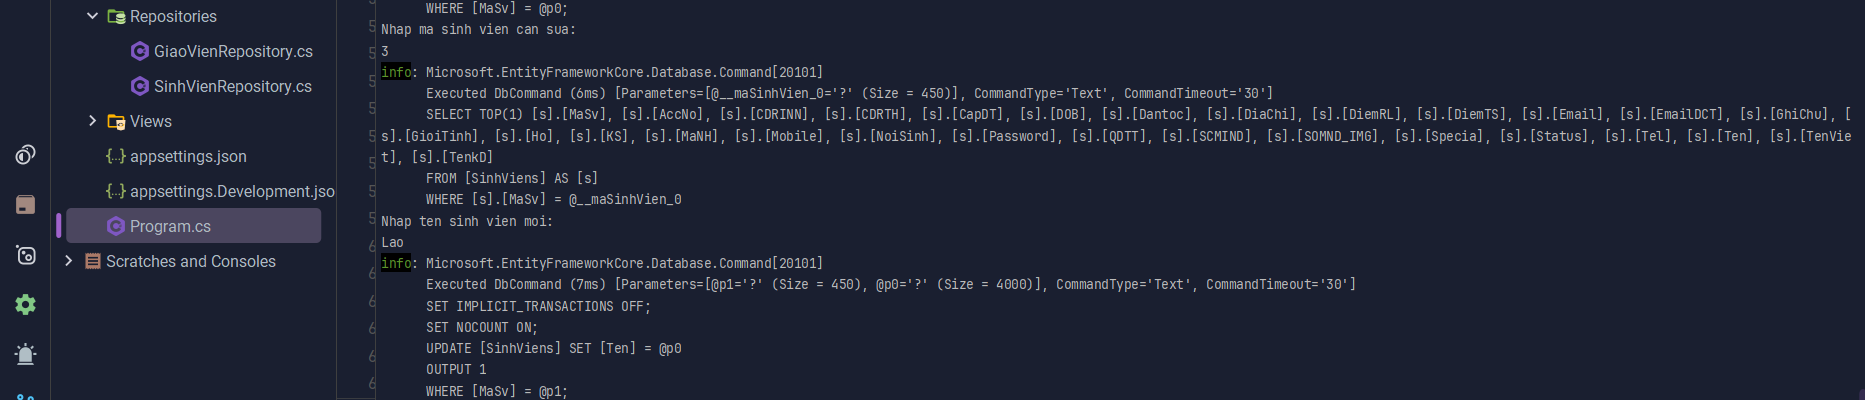 Repositories
GiaoVienRepository.cs
SinhVienRepository.cs
Views
appsettings.json
appsettings.Development.jso
Program.cs
Scratches and Consoles
WHERE [MaSv] = @p0;
Nhap ma sinh vien can sua:
3
info: Microsoft.EntityFrameworkCore.Database.Command[20101]
Executed DbCommand (6ms) [Parameters=[@__maSinhVien_0='?' (Size = 450)], CommandType='Text', CommandTimeout='30']
SELECT TOP(1) [s].[MaSv], [s].[AccNo], [s].[CDRINN], [s].[CDRTH], [s].[CapDT], [s].[DOB], [s].[Dantoc], [s].[DiaChi], [s].[DiemRL], [s].[DiemTS], [s].[Email], [s].[EmailDCT], [s].[GhiChu], [
s].[GioiTinh], [s].[Ho], [s].[KS], [s].[MaNH], [s].[Mobile], [s].[NoiSinh], [s].[Password], [s].[QDTT], [s].[SCMIND], [s].[SOMND_IMG], [s].[Specia], [s].[Status], [s].[Tel], [s].[Ten], [s].[TenVie
t], [s].[TenkD]
FROM [SinhViens] AS [s]
WHERE [s].[MaSv] = @__maSinhVien_0
Nhap ten sinh vien moi:
Lao
info: Microsoft.EntityFrameworkCore.Database.Command[20101]
Executed DbCommand (7ms) [Parameters=[@p1='?' (Size = 450), @p0='?' (Size = 4000)], CommandType='Text', CommandTimeout='30']
SET IMPLICIT_TRANSACTIONS OFF;
SET NOCOUNT ON;
UPDATE [SinhViens] SET [Ten] = @p0
OUTPUT 1
WHERE [MaSv] = @p1;